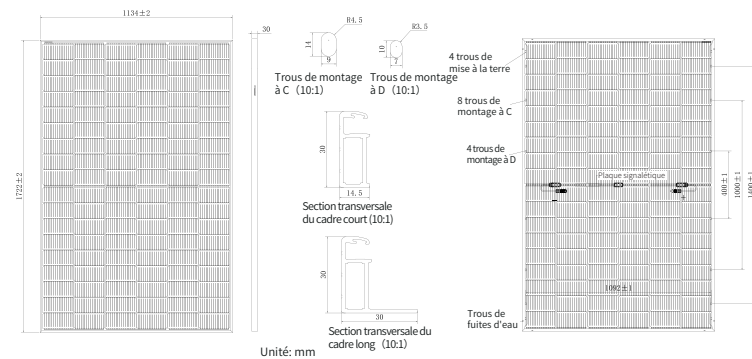 1134±2
30
1722±2
R4.5
14
9
Trous de montage
à C (10:1)
R3.5
10
7
Trous de montage
à D (10:1)
30
14.5
Section transversale
du cadre court (10:1)
30
30
Section transversale du
cadre long (10:1)
Unité: mm
4 trous de
mise à la terre
8 trous de
montage à C
4 trous de
montage à D
Plaque signalétique
- +
400±1
1000±1
1400±1
1092±1
Trous de
fuites d'eau